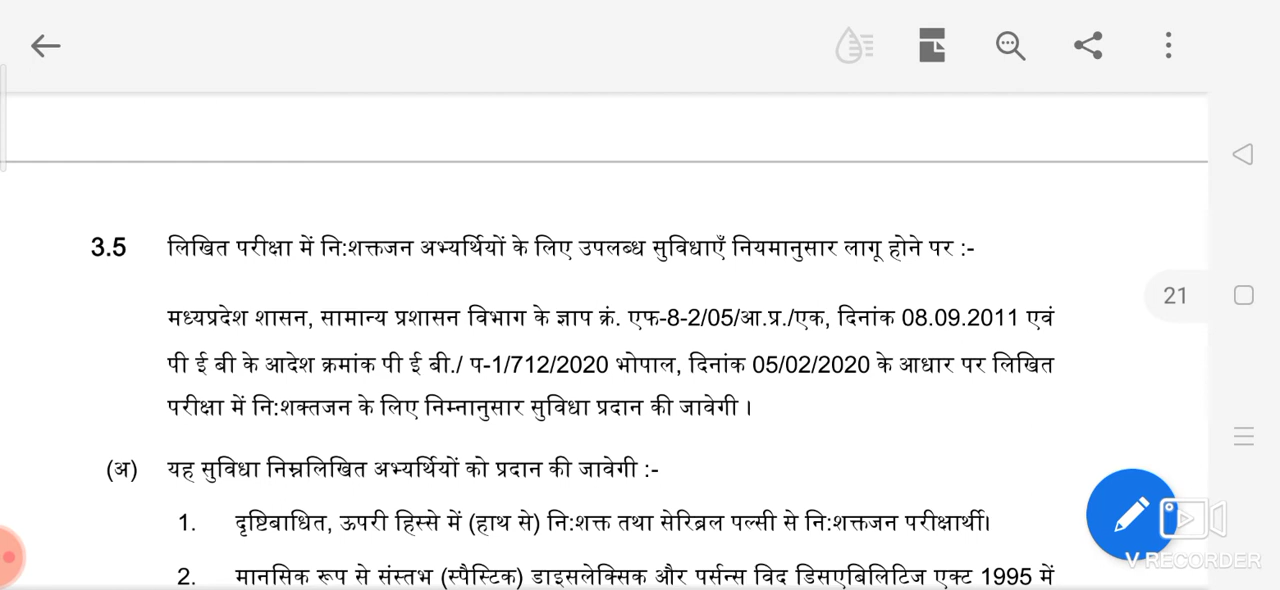 3.5 लिखित परीक्षा में नि:शक्तजन अभ्यर्थियों के लिए उपलब्ध सुविधाएँ नियमानुसार लागू होने पर :-
मध्यप्रदेश शासन, सामान्य प्रशासन विभाग के ज्ञाप क्रं. एफ-8-2/05/आ.प्र./एक, दिनांक 08.09.2011 एवं
21
पी ई बी के आदेश क्रमांक पी ई बी./ प-1/712/2020 भोपाल, दिनांक 05/02/2020 के आधार पर लिखित
परीक्षा में नि:शक्तजन के लिए निम्नानुसार सुविधा प्रदान की जावेगी ।
(अ) यह सुविधा निम्नलिखित अभ्यर्थियों को प्रदान की जावेगी :-
1. दृष्टिबाधित, ऊपरी हिस्से में (हाथ से) नि:शक्त तथा सेरिब्रल पल्सी से नि:शक्तजन परीक्षार्थी।
2. मानसिक रूप से संस्तभ (स्पैस्टिक) डाइसलेक्सिक और पर्सन्स विद डिसएबिलिटिज एक्ट 1995 में
V RECORDER